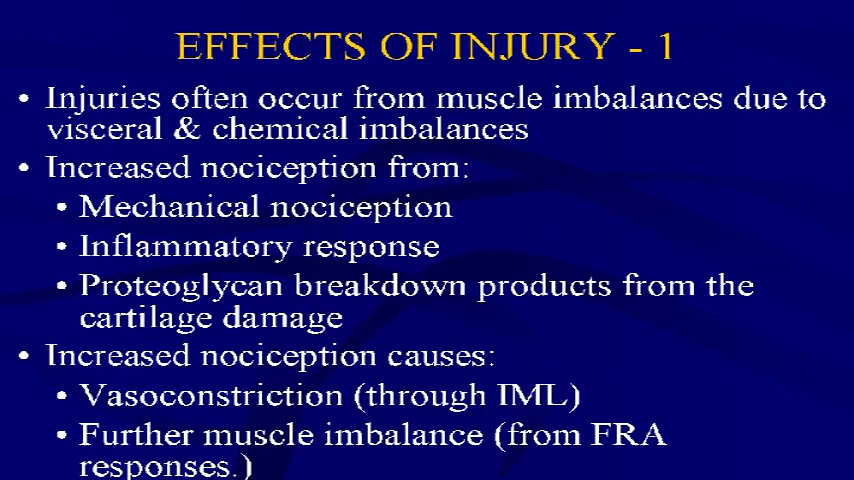 EFFECTS OF INJURY - 1
• Injuries often occur from muscle imbalances due to
visceral & chemical imbalances
• Increased nociception from:
• Mechanical nociception
• Inflammatory response
• Proteoglycan breakdown products from the
cartilage damage
• Increased nociception causes:
• Vasoconstriction (through IML)
• Further muscle imbalance (from FRA
responses.)